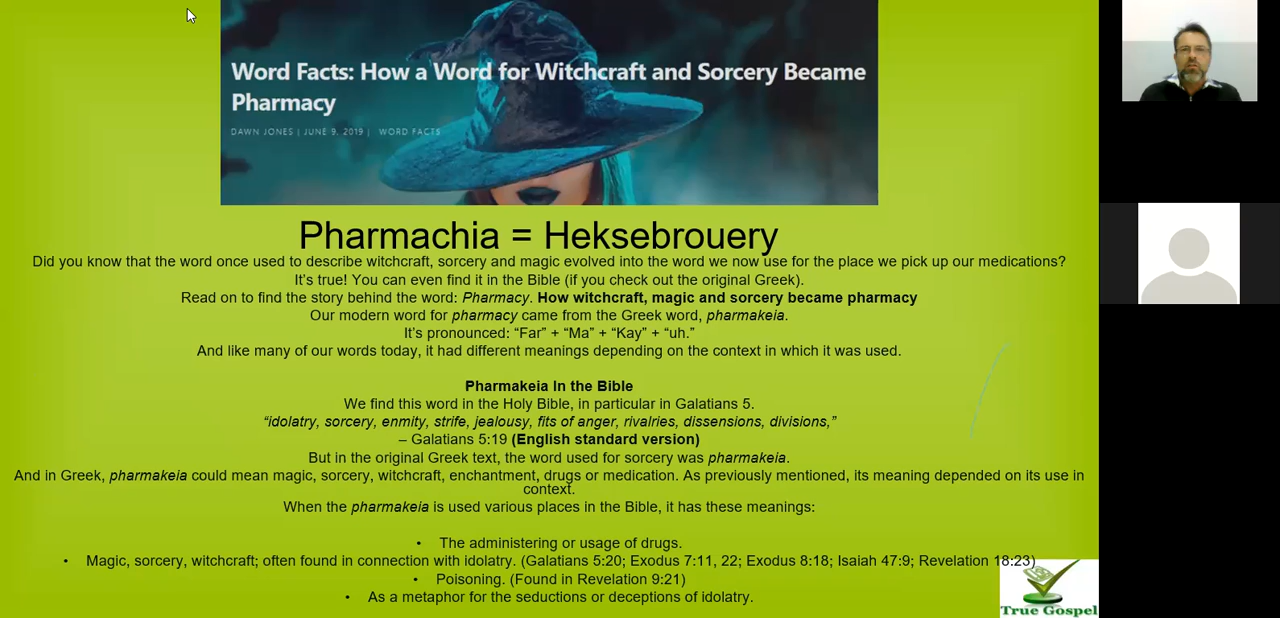 Word Facts: How a Word for Witchcraft and Sorcery Became
Pharmacy
DAWN JONES | JUNE 9, 2019 | WORD FACTS
Pharmachia = Heksebrouery
Did you know that the word once used to describe witchcraft, sorcery and magic evolved into the word we now use for the place we pick up our medications?
It's true! You can even find it in the Bible (if you check out the original Greek).
Read on to find the story behind the word: Pharmacy. How witchcraft, magic and sorcery became pharmacy
Our modern word for pharmacy came from the Greek word, pharmakeia.
It's pronounced: “Far” + “Ma” + “Kay” + “uh.”
And like many of our words today, it had different meanings depending on the context in which it was used.
Pharmakeia In the Bible
We find this word in the Holy Bible, in particular in Galatians 5.
“idolatry, sorcery, enmity, strife, jealousy, fits of anger, rivalries, dissensions, divisions,”
– Galatians 5:19 (English standard version)
But in the original Greek text, the word used for sorcery was pharmakeia.
And in Greek, pharmakeia could mean magic, sorcery, witchcraft, enchantment, drugs or medication. As previously mentioned, its meaning depended on its use in
context.
When the pharmakeia is used various places in the Bible, it has these meanings:
• The administering or usage of drugs.
• Magic, sorcery, witchcraft; often found in connection with idolatry. (Galatians 5:20; Exodus 7:11, 22; Exodus 8:18; Isaiah 47:9; Revelation 18:23)
• Poisoning. (Found in Revelation 9:21)
• As a metaphor for the seductions or deceptions of idolatry.
True Gospel